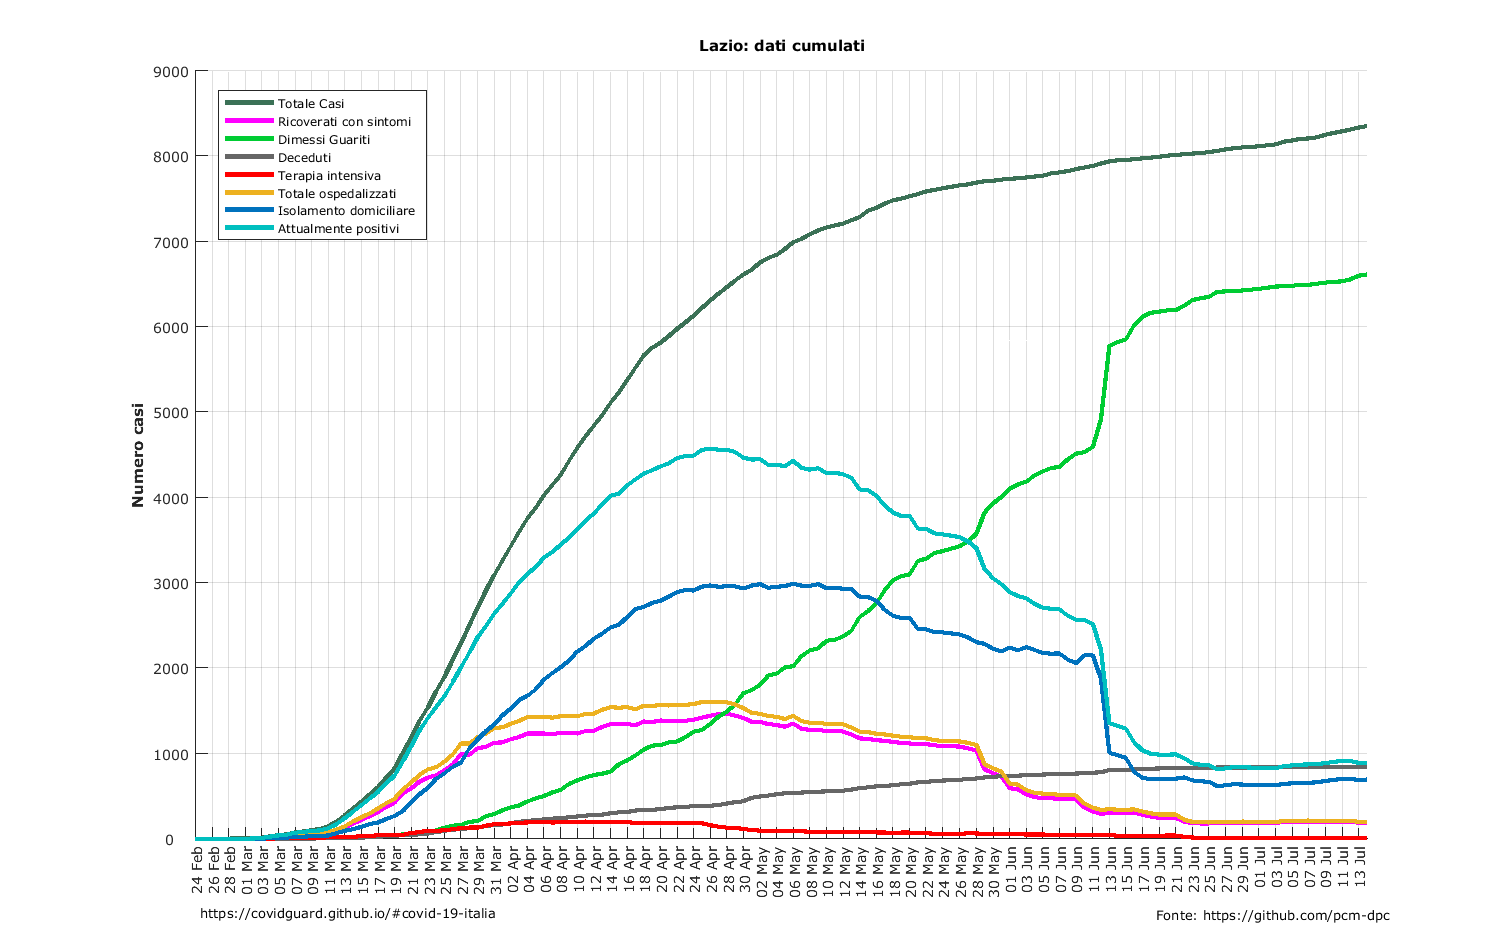 Lazio: dati cumulati
Numero casi
9000
8000
7000
6000
5000
4000
3000
2000
1000
0
Totale Casi
Ricoverati con sintomi
Dimessi Guariti
Deceduti
Terapia intensiva
Totale ospedalizzati
Isolamento domiciliare
Attualmente positivi
24 Feb
26 Feb
28 Feb
01 Mar
03 Mar
05 Mar
07 Mar
09 Mar
11 Mar
13 Mar
15 Mar
17 Mar
19 Mar
21 Mar
23 Mar
25 Mar
27 Mar
29 Mar
31 Mar
02 Apr
04 Apr
06 Apr
08 Apr
10 Apr
12 Apr
14 Apr
16 Apr
18 Apr
20 Apr
22 Apr
24 Apr
26 Apr
28 Apr
30 Apr
02 May
04 May
06 May
08 May
10 May
12 May
14 May
16 May
18 May
20 May
22 May
24 May
26 May
28 May
30 May
01 Jun
03 Jun
05 Jun
07 Jun
09 Jun
11 Jun
13 Jun
15 Jun
17 Jun
19 Jun
21 Jun
23 Jun
25 Jun
27 Jun
29 Jun
01 Jul
03 Jul
05 Jul
07 Jul
09 Jul
11 Jul
13 Jul
https://covidguard.github.io/#covid-19-italia
Fonte: https://github.com/pcm-dpc